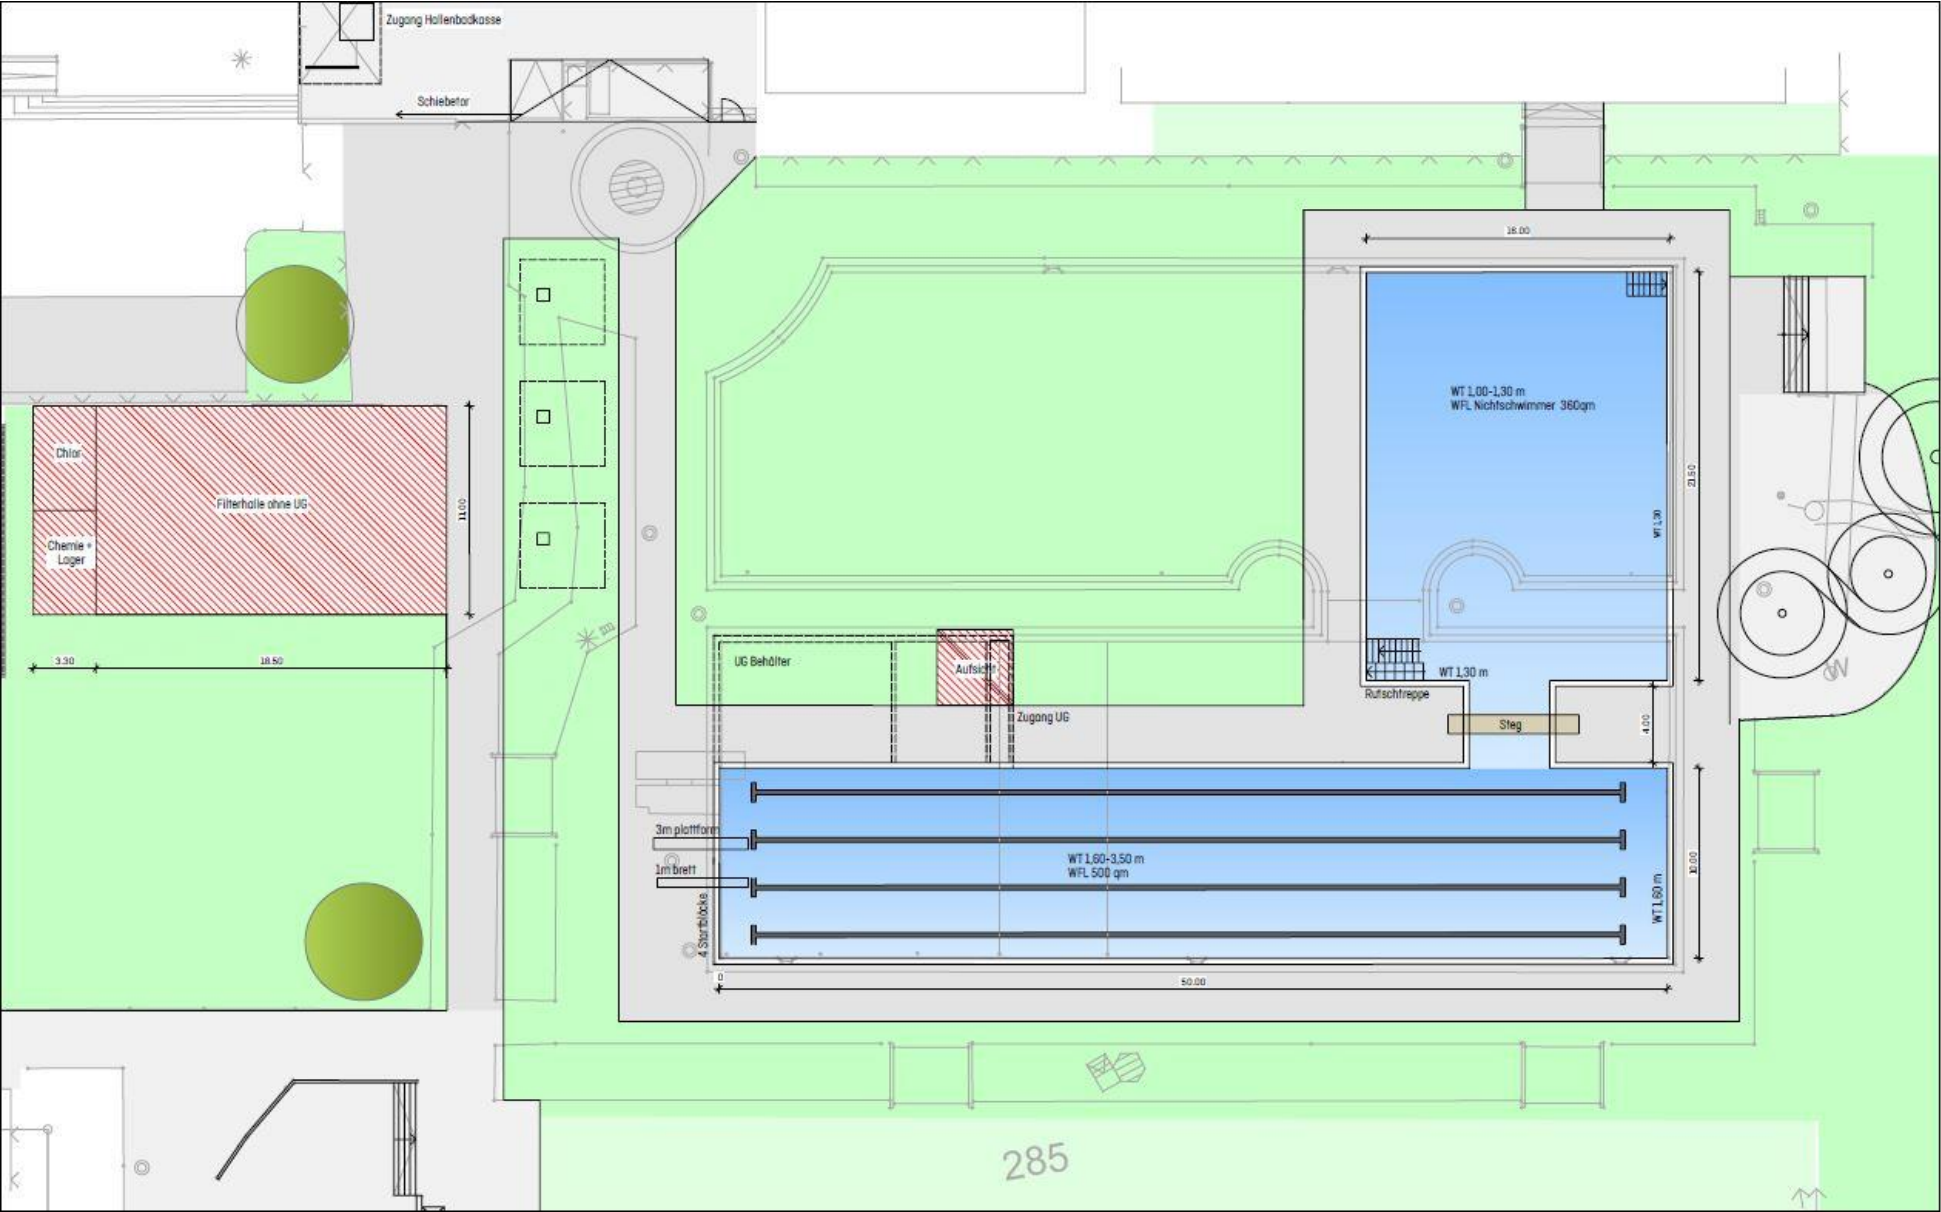 Zugang Hallenbadkasse
Schiebetor
18.00
WT 1,00-1,30 m
WFL Nichtschwimmer 360qm
Chlor
Filterhalle ohne UG
11.00
21.50
WT 1,30
Chemie +
Lager
3.30
18.50
UG Behälter
Aufsicht
WT 1,30 m
Rutschtreppe
Zugang UG
Steg
4.00
3m plattform
1m brett
WT 1,60-3,50 m
WFL 500 qm
10.00
WT 1,60 m
4 Startblöcke
0
50.00
285